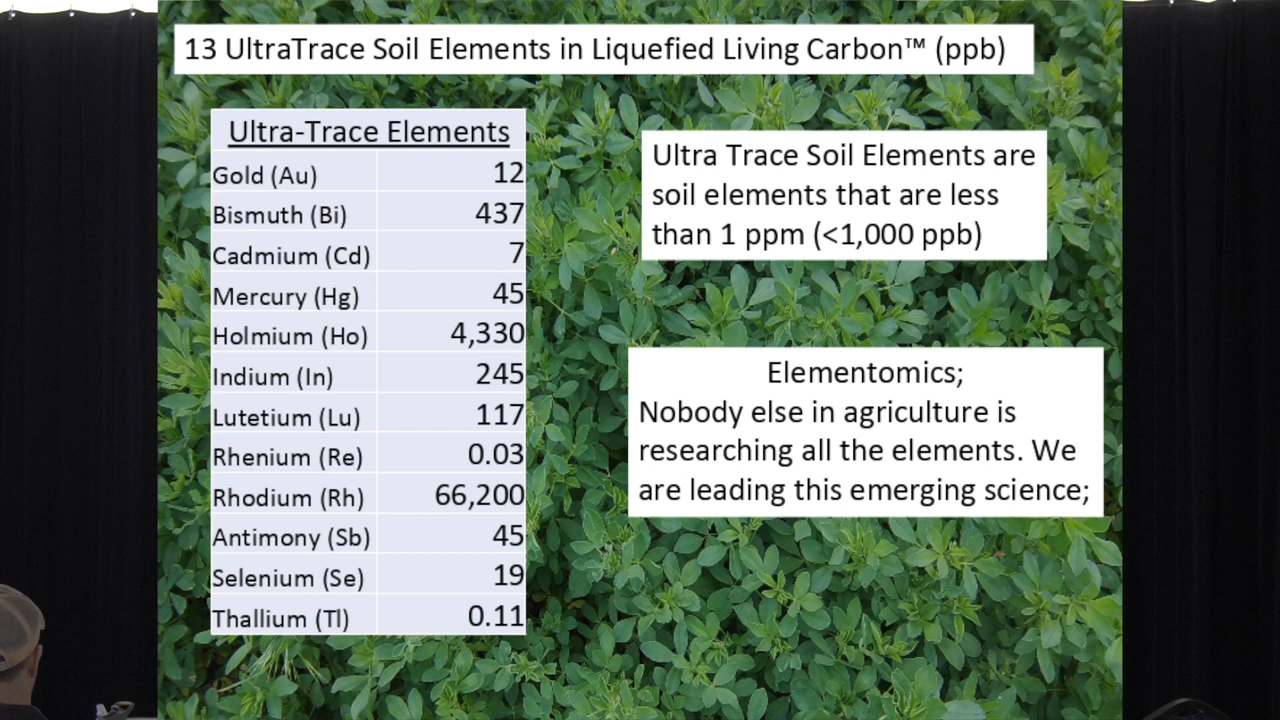 13 UltraTrace Soil Elements in Liquefied Living Carbon™ (ppb)
Ultra-Trace Elements
Gold (Au) 12
Bismuth (Bi) 437
Cadmium (Cd) 7
Mercury (Hg) 45
Holmium (Ho) 4,330
Indium (In) 245
Lutetium (Lu) 117
Rhenium (Re) 0.03
Rhodium (Rh) 66,200
Antimony (Sb) 45
Selenium (Se) 19
Thallium (Tl) 0.11
Ultra Trace Soil Elements are
soil elements that are less
than 1 ppm (<1,000 ppb)
Elementomics;
Nobody else in agriculture is
researching all the elements. We
are leading this emerging science;